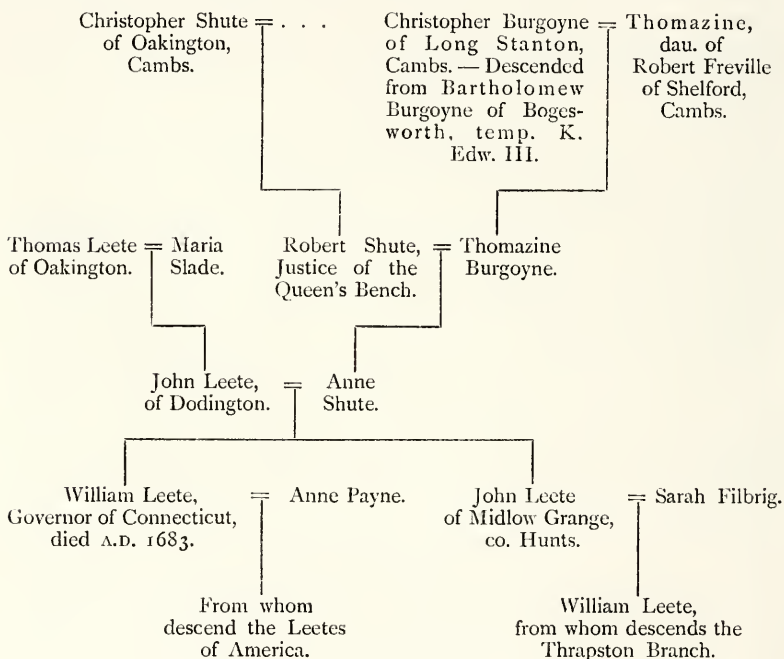 Christopher Shute = . . .
of Oakington,
Cambs.
Christopher Burgoyne = Thomazine,
of Long Stanton,
Cambs. — Descended
from Bartholomew
Burgoyne of Boges-
worth, temp. K.
Edw. III.
dau. of
Robert Freville
of Shelford,
Cambs.
Thomas Leete = Maria
of Oakington. Slade.
Robert Shute, = Thomazine
Justice of the Burgoyne.
Queen's Bench.
John Leete, = Anne
of Dodington. Shute.
William Leete, = Anne Payne.
Governor of Connecticut,
died A.D. 1683.
John Leete = Sarah Filbrig.
of Midlow Grange,
co. Hunts.
From whom
descend the Leetes
of America.
William Leete,
from whom descends the
Thrapston Branch.